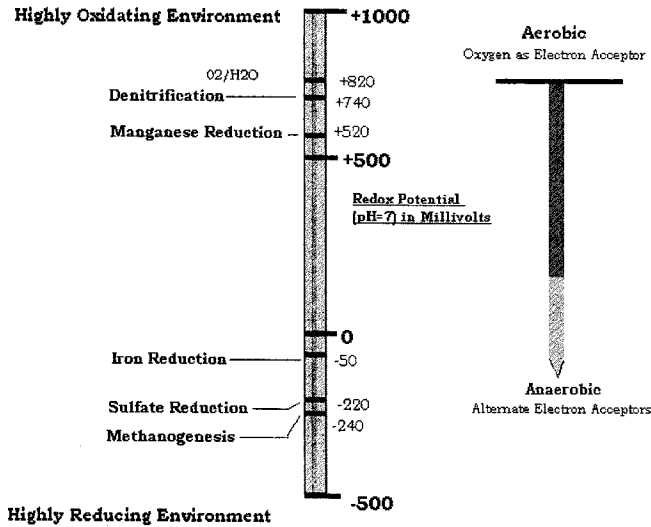 Highly Oxidating Environment
+1000
Aerobic
Oxygen as Electron Acceptor
02/H2O
+820
Denitrification
+740
Manganese Reduction
+520
+500
Redox Potential
(pH=7) in Millivolts
0
Iron Reduction
-50
Anaerobic
Alternate Electron Acceptors
Sulfate Reduction
-220
Methanogenesis
-240
-500
Highly Reducing Environment